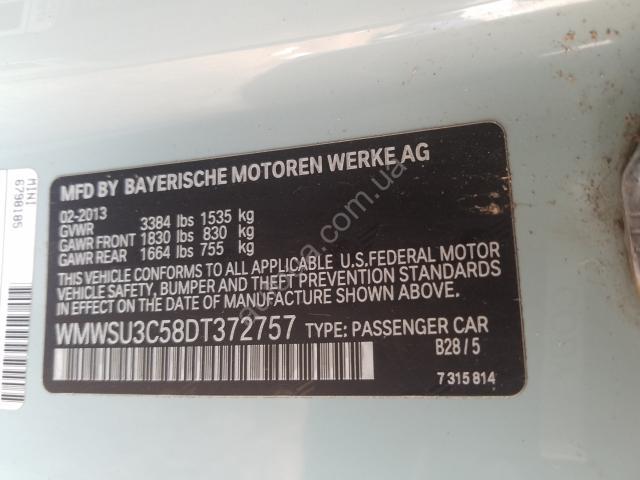 MFD BY BAYERISCHE MOTOREN WERKE AG
02-2013
GVWR 3384 lbs 1535 kg
GAWR FRONT 1830 lbs 830 kg
GAWR REAR 1664 lbs 755 kg
THIS VEHICLE CONFORMS TO ALL APPLICABLE U.S.FEDERAL MOTOR
VEHICLE SAFETY, BUMPER AND THEFT PREVENTION STANDARDS
IN EFFECT ON THE DATE OF MANUFACTURE SHOWN ABOVE.
WMWSU3C58DT372757 TYPE: PASSENGER CAR
B28/5
7 315 814
MINI
6798185